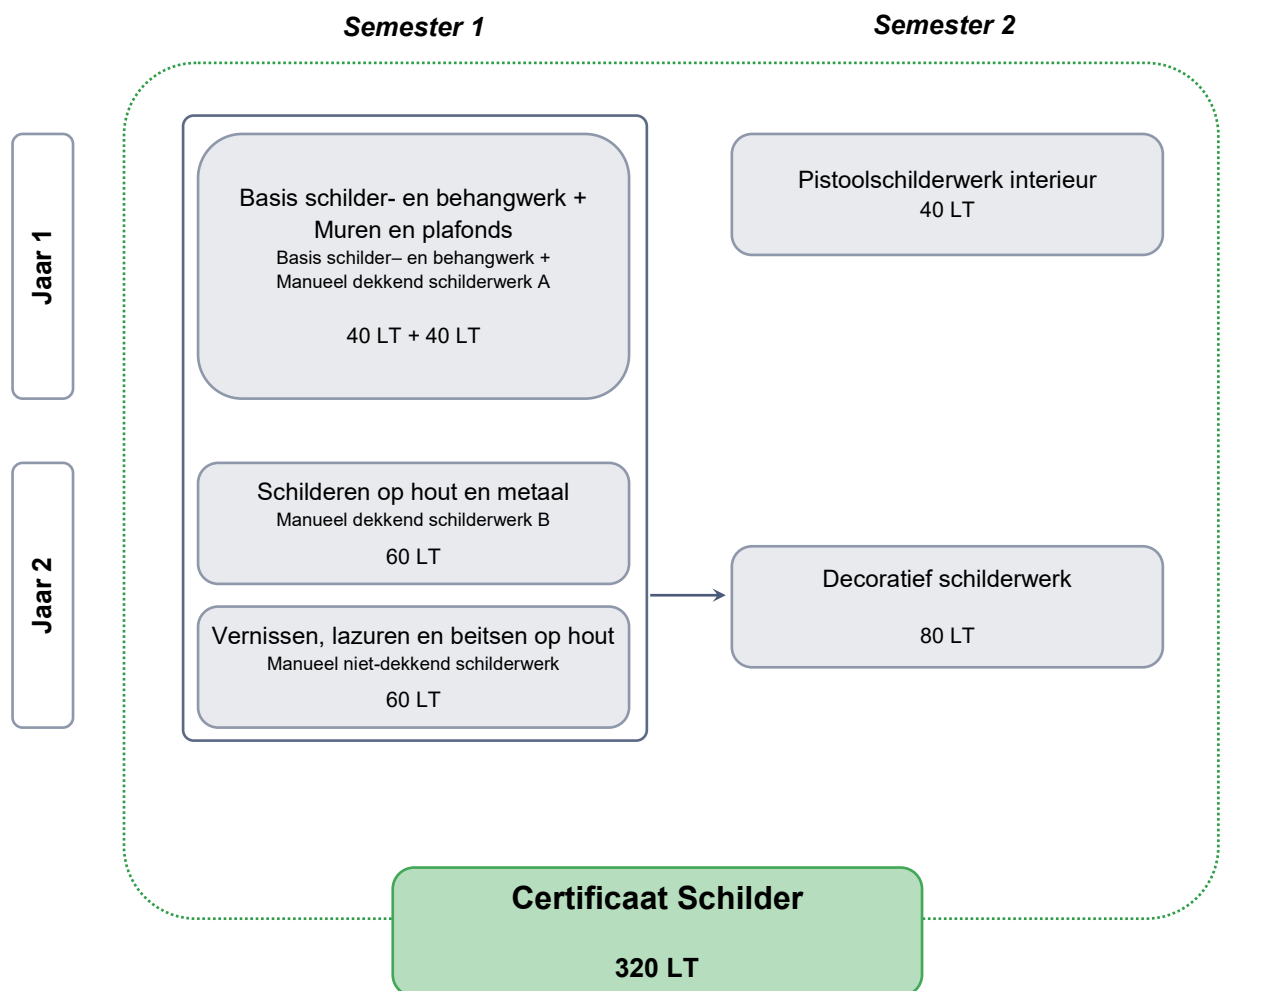 Semester 1
Semester 2
Jaar 1
Basis schilder- en behangwerk +
Muren en plafonds
Basis schilder– en behangwerk +
Manueel dekkend schilderwerk A
40 LT + 40 LT
Pistoolschilderwerk interieur
40 LT
Jaar 2
Schilderen op hout en metaal
Manueel dekkend schilderwerk B
60 LT
Vernissen, lazuren en beitsen op hout
Manueel niet-dekkend schilderwerk
60 LT
Decoratief schilderwerk
80 LT
Certificaat Schilder
320 LT